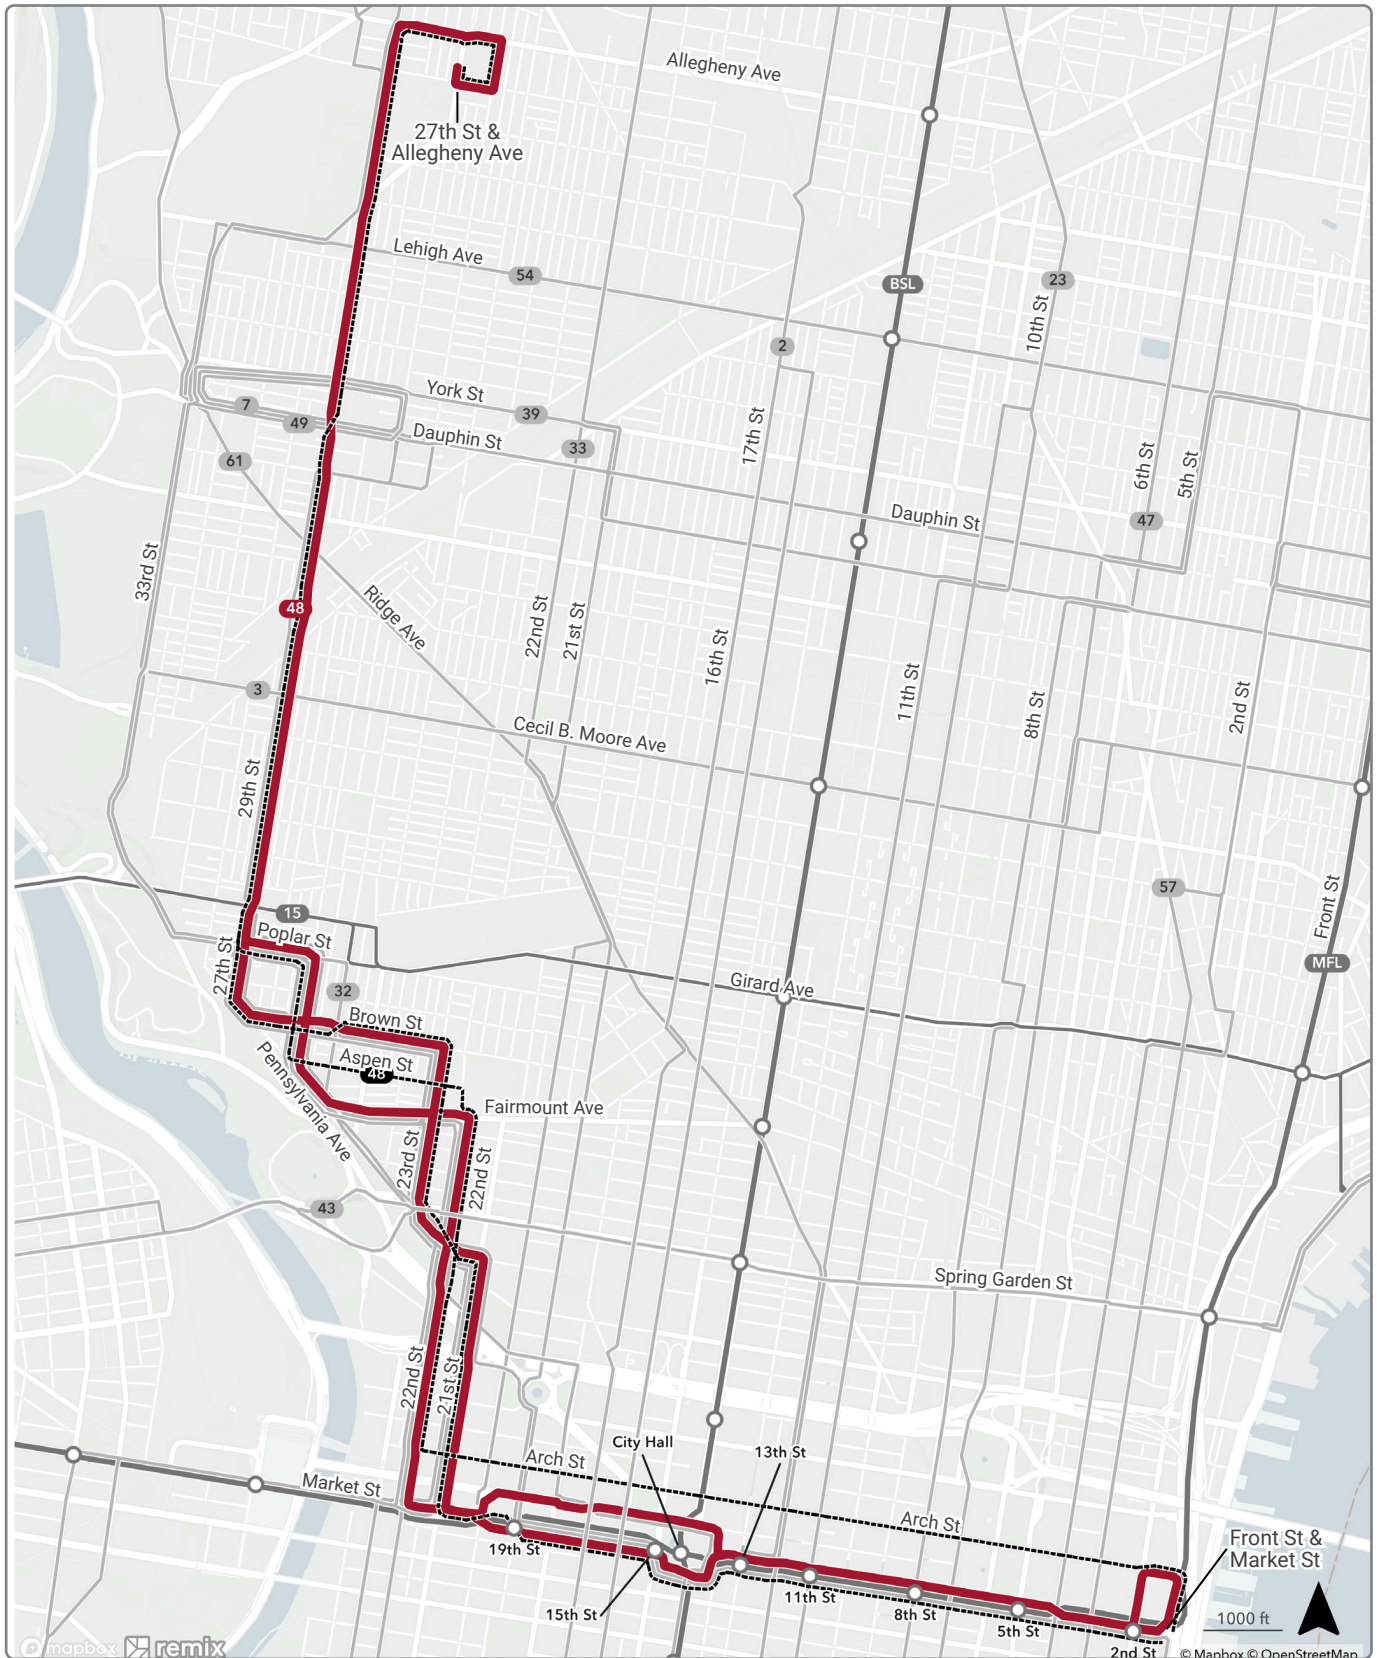 Allegheny Ave
27th St &
Allegheny Ave
Lehigh Ave
54
BSL
23
10th St
2
York St
7
39
49
Dauphin St
33
17th St
61
6th St
5th St
Dauphin St
47
33rd St
48
Ridge Ave
22nd St
21st St
16th St
3
11th St
8th St
2nd St
Cecil B. Moore Ave
29th St
57
Front St
15
Poplar St
27th St
MFL
32
Girard Ave
Brown St
Aspen St
48
Pennsylvania Ave
Fairmount Ave
23rd St
22nd St
43
Spring Garden St
22nd St
21st St
City Hall
13th St
Arch St
Market St
Arch St
Front St &
Market St
19th St
11th St
15th St
8th St
5th St
1000 ft
2nd St
mapbox
remix
© Mapbox © OpenStreetMap